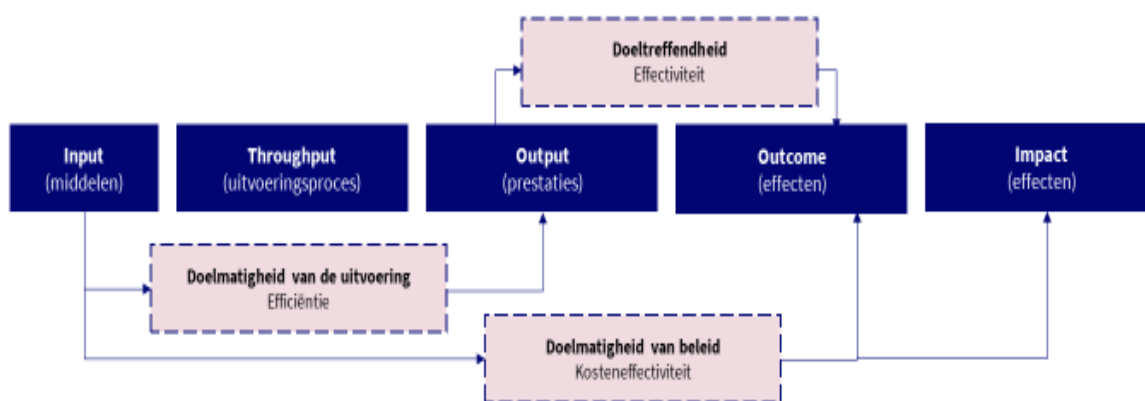 Doeltreffendheid
Effectiviteit
Input
(middelen)
Throughput
(uitvoeringsproces)
Output
(prestaties)
Outcome
(effecten)
Impact
(effecten)
Doelmatigheid van de uitvoering
Efficiëntie
Doelmatigheid van beleid
Kosteneffectiviteit